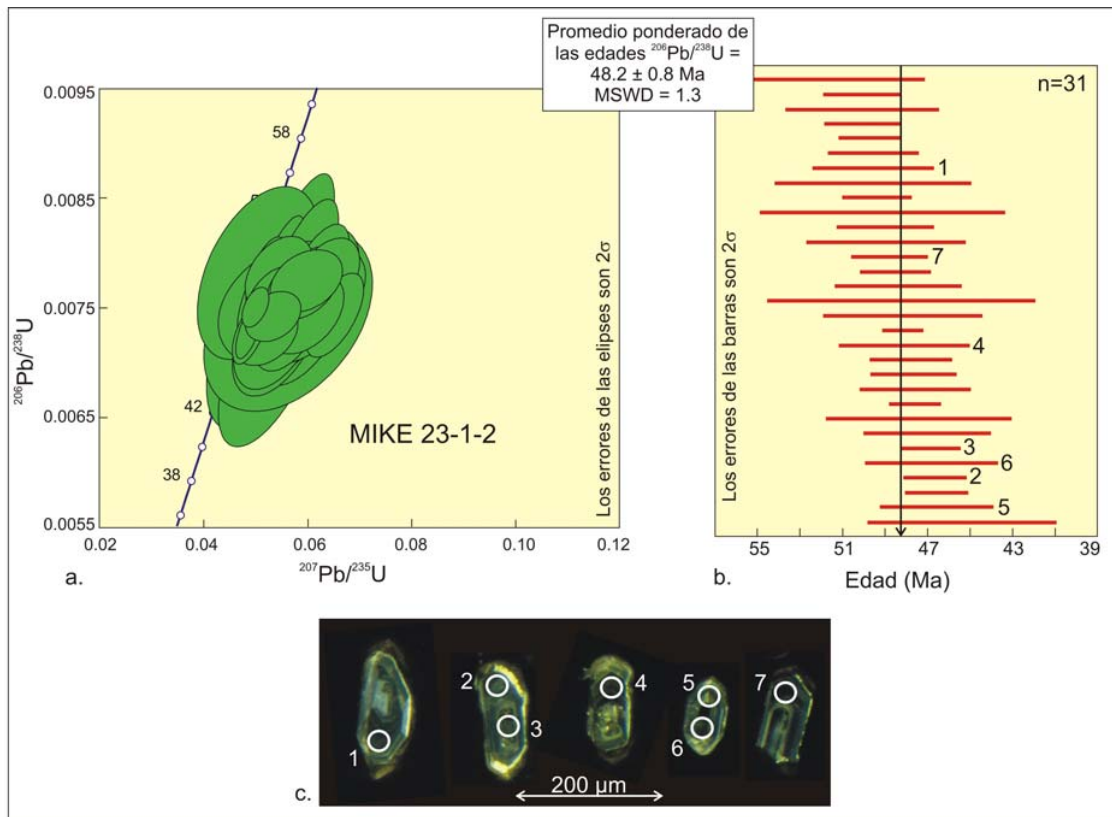 Promedio ponderado de
las edades ²⁰⁶Pb/²³⁸U =
48.2 ± 0.8 Ma
MSWD = 1.3
0.0095
0.0085
0.0075
0.0065
0.0055
²⁰⁶Pb/²³⁸U
58
42
38
MIKE 23-1-2
Los errores de las elipses son 2σ
0.02
0.04
0.06
0.08
0.10
0.12
²⁰⁷Pb/²³⁵U
a.
n=31
1
7
4
3
6
2
5
Los errores de las barras son 2σ
55
51
47
43
39
Edad (Ma)
b.
1
2
3
4
5
6
7
200 µm
c.